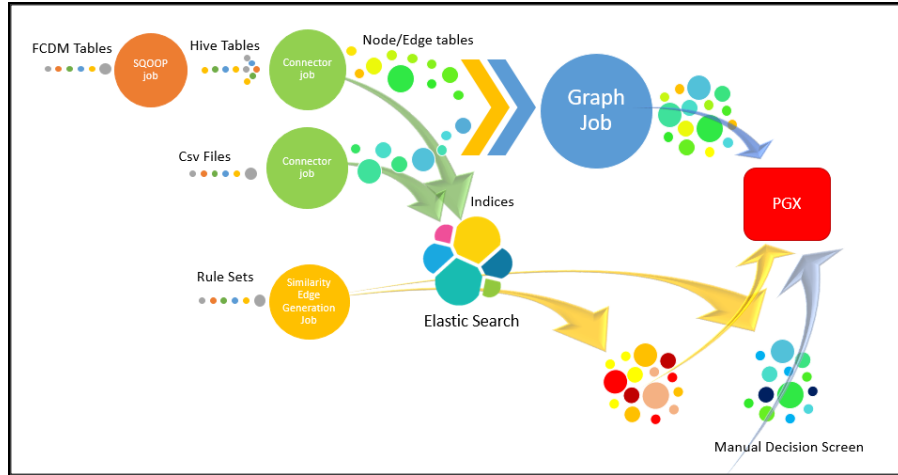 FCDM Tables
SQOOP
job
Hive Tables
Connector
job
Node/Edge tables
Graph
Job
Csv Files
Connector
job
Indices
PGX
Rule Sets
Similarity
Edge
Generation
Job
Elastic Search
Manual Decision Screen